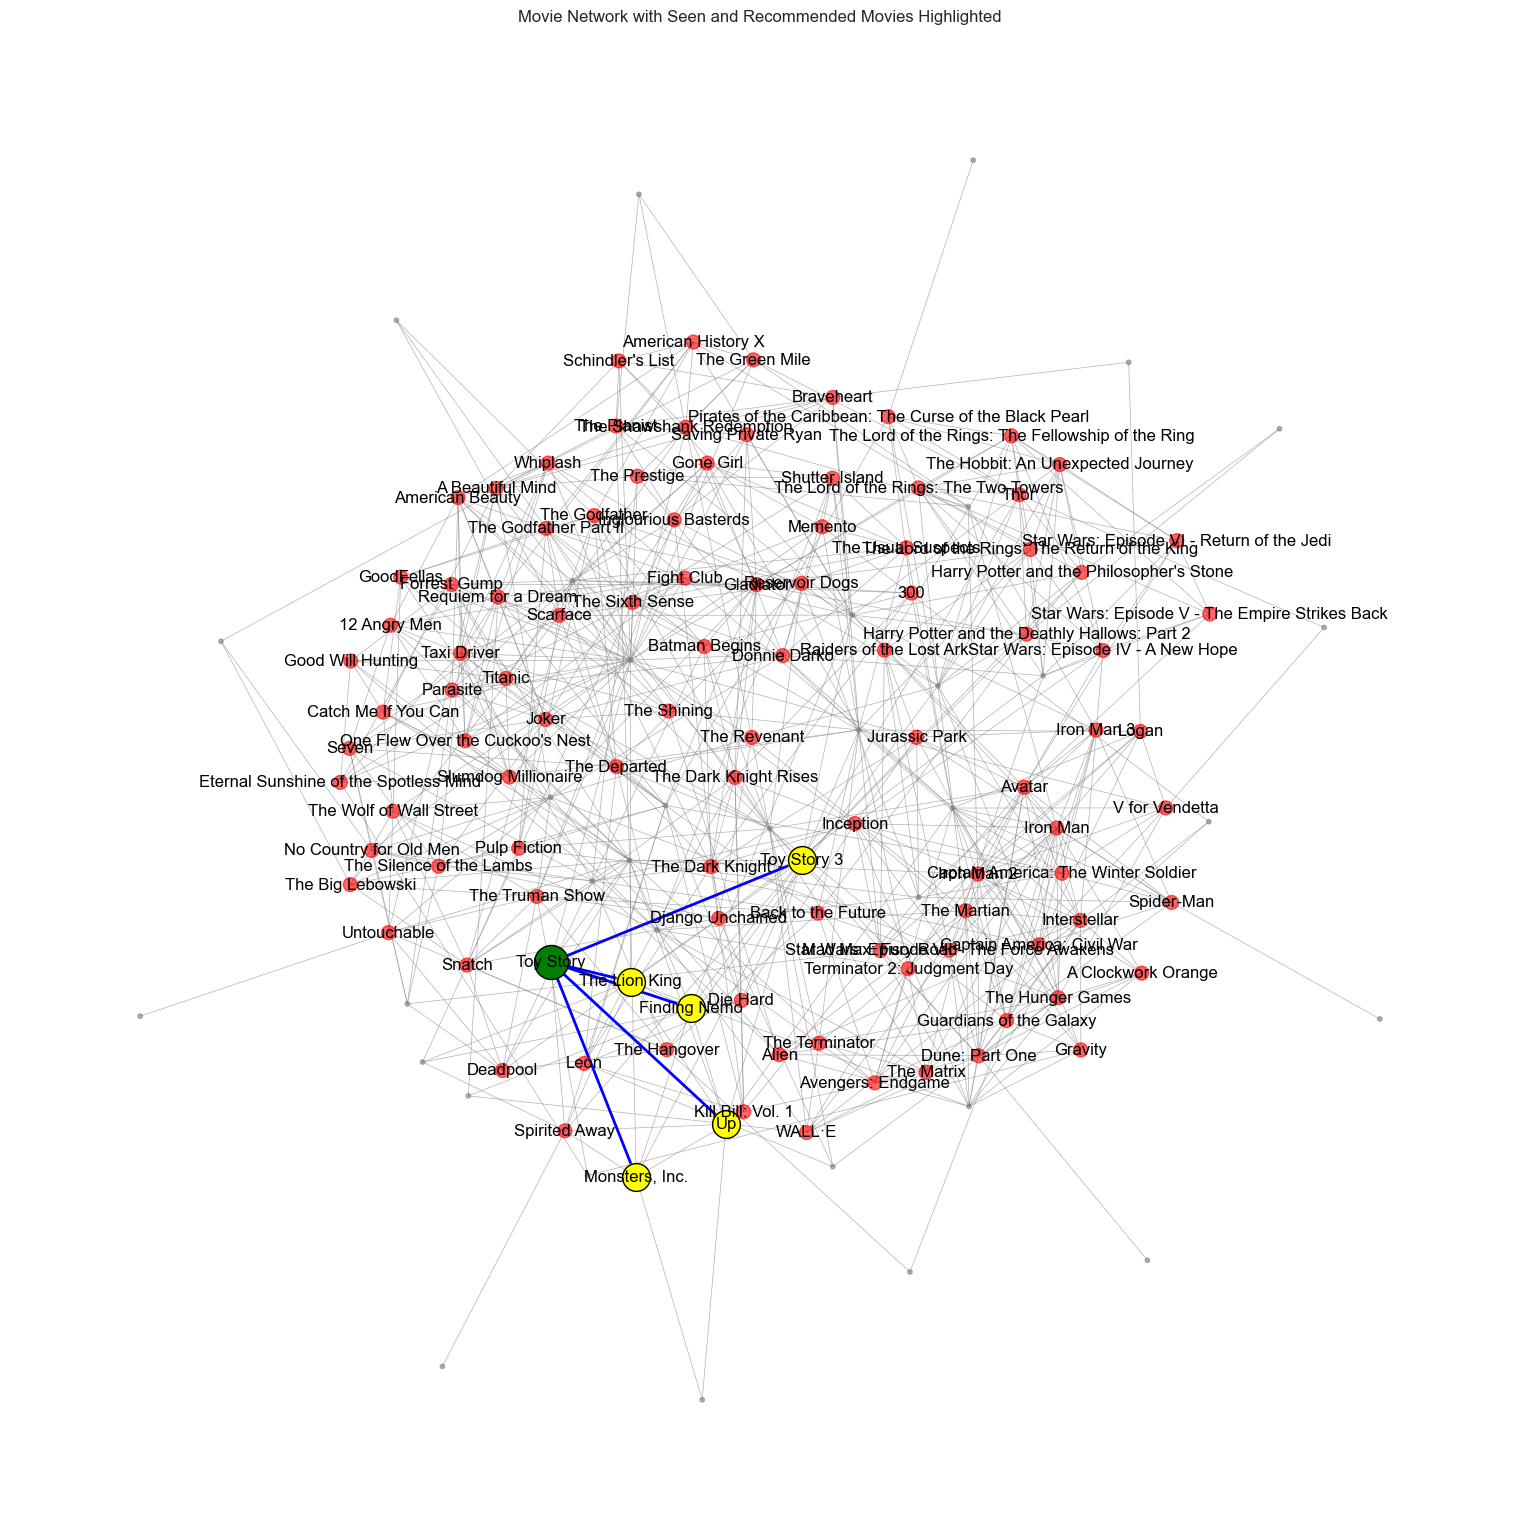 Movie Network with Seen and Recommended Movies Highlighted
American History X
Schindler's List
The Green Mile
Braveheart
Pirates of the Caribbean: The Curse of the Black Pearl
The Pianist
The Shawshank Redemption
Saving Private Ryan
The Lord of the Rings: The Fellowship of the Ring
Whiplash
Gone Girl
The Hobbit: An Unexpected Journey
The Prestige
Shutter Island
A Beautiful Mind
The Lord of the Rings: The Two Towers
American Beauty
Thor
The Godfather
Inglourious Basterds
The Godfather Part II
Memento
Star Wars: Episode VI - Return of the Jedi
The Usual Suspects
The Lord of the Rings: The Return of the King
Harry Potter and the Philosopher's Stone
GoodFellas
Fight Club
Forrest Gump
Gladiator
Reservoir Dogs
300
Requiem for a Dream
The Sixth Sense
Scarface
Star Wars: Episode V - The Empire Strikes Back
12 Angry Men
Harry Potter and the Deathly Hallows: Part 2
Batman Begins
Raiders of the Lost Ark
Star Wars: Episode IV - A New Hope
Taxi Driver
Donnie Darko
Good Will Hunting
Titanic
Parasite
Catch Me If You Can
The Shining
Joker
Iron Man 3
Logan
The Revenant
Jurassic Park
One Flew Over the Cuckoo's Nest
Seven
The Departed
Slumdog Millionaire
The Dark Knight Rises
Eternal Sunshine of the Spotless Mind
Avatar
V for Vendetta
The Wolf of Wall Street
Inception
Iron Man
No Country for Old Men
Pulp Fiction
Toy Story 3
The Silence of the Lambs
The Dark Knight
Iron Man 2
Captain America: The Winter Soldier
The Big Lebowski
The Truman Show
Spider-Man
The Martian
Back to the Future
Django Unchained
Interstellar
Untouchable
Captain America: Civil War
Star Wars: Episode VII - The Force Awakens
Mad Max: Fury Road
Toy Story
Snatch
Terminator 2: Judgment Day
A Clockwork Orange
The Lion King
The Hunger Games
Die Hard
Finding Nemo
Guardians of the Galaxy
The Terminator
The Hangover
Gravity
Alien
Dune: Part One
Leon
Deadpool
The Matrix
Avengers: Endgame
Kill Bill: Vol. 1
Up
Spirited Away
WALL·E
Monsters, Inc.